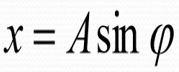 x = A sin φ